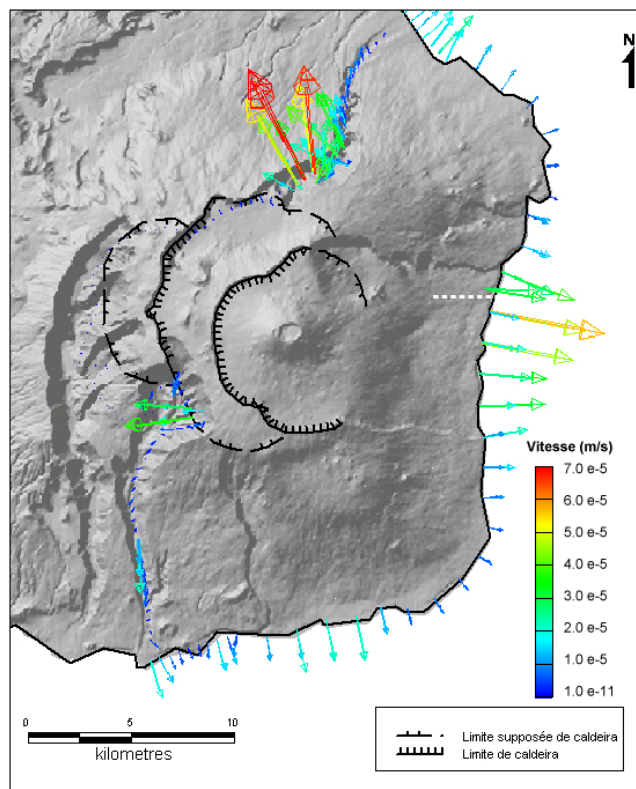 N
Vitesse (m/s)
7.0 e-5
6.0 e-5
5.0 e-5
4.0 e-5
3.0 e-5
2.0 e-5
1.0 e-5
1.0 e-11
0 5 10
kilometres
Limite supposée de caldeira
Limite de caldeira